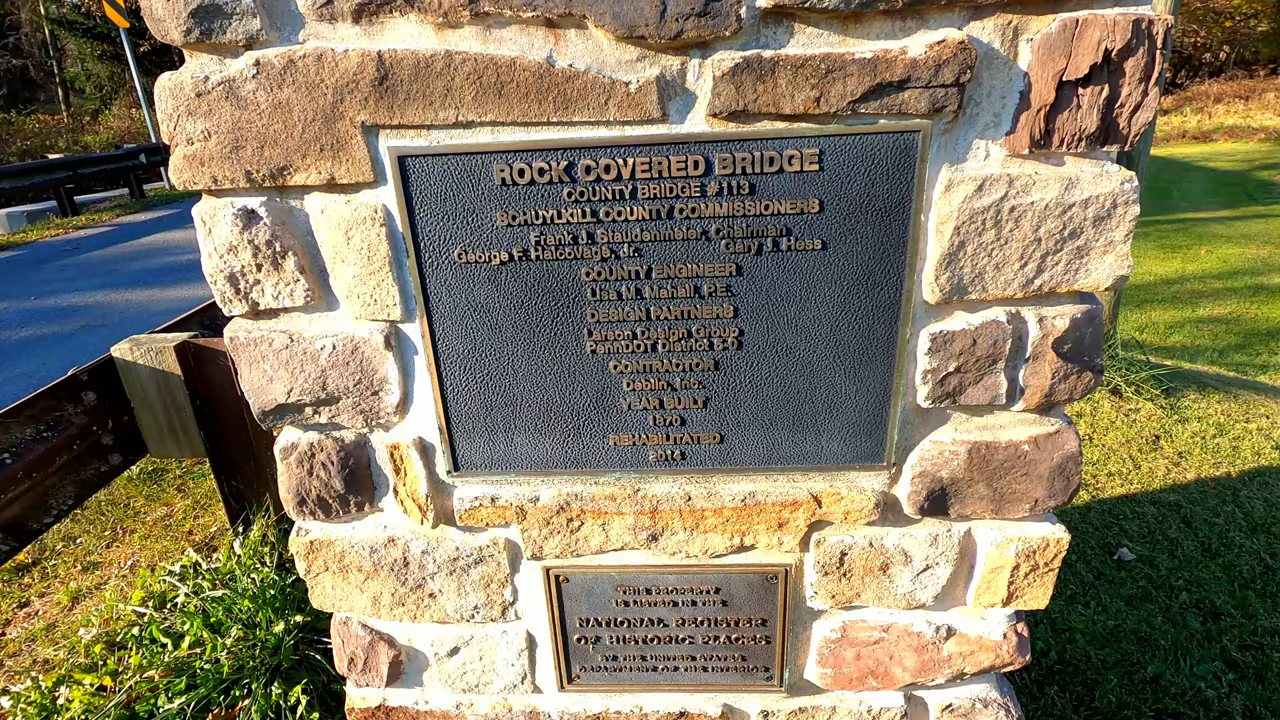 ROCK COVERED BRIDGE
COUNTY BRIDGE #113
SCHUYLKILL COUNTY COMMISSIONERS
Frank J. Staudenmeier, Chairman
George F. Halcovage, Jr. Gary J. Hess
COUNTY ENGINEER
Lisa M. Mahall, P.E.
DESIGN PARTNERS
Larson Design Group
PennDOT District 5-0
CONTRACTOR
Deblin, Inc.
YEAR BUILT
1870
REHABILITATED
2014
THIS PROPERTY
IS LISTED IN THE
NATIONAL REGISTER
OF HISTORIC PLACES
BY THE UNITED STATES
DEPARTMENT OF THE INTERIOR